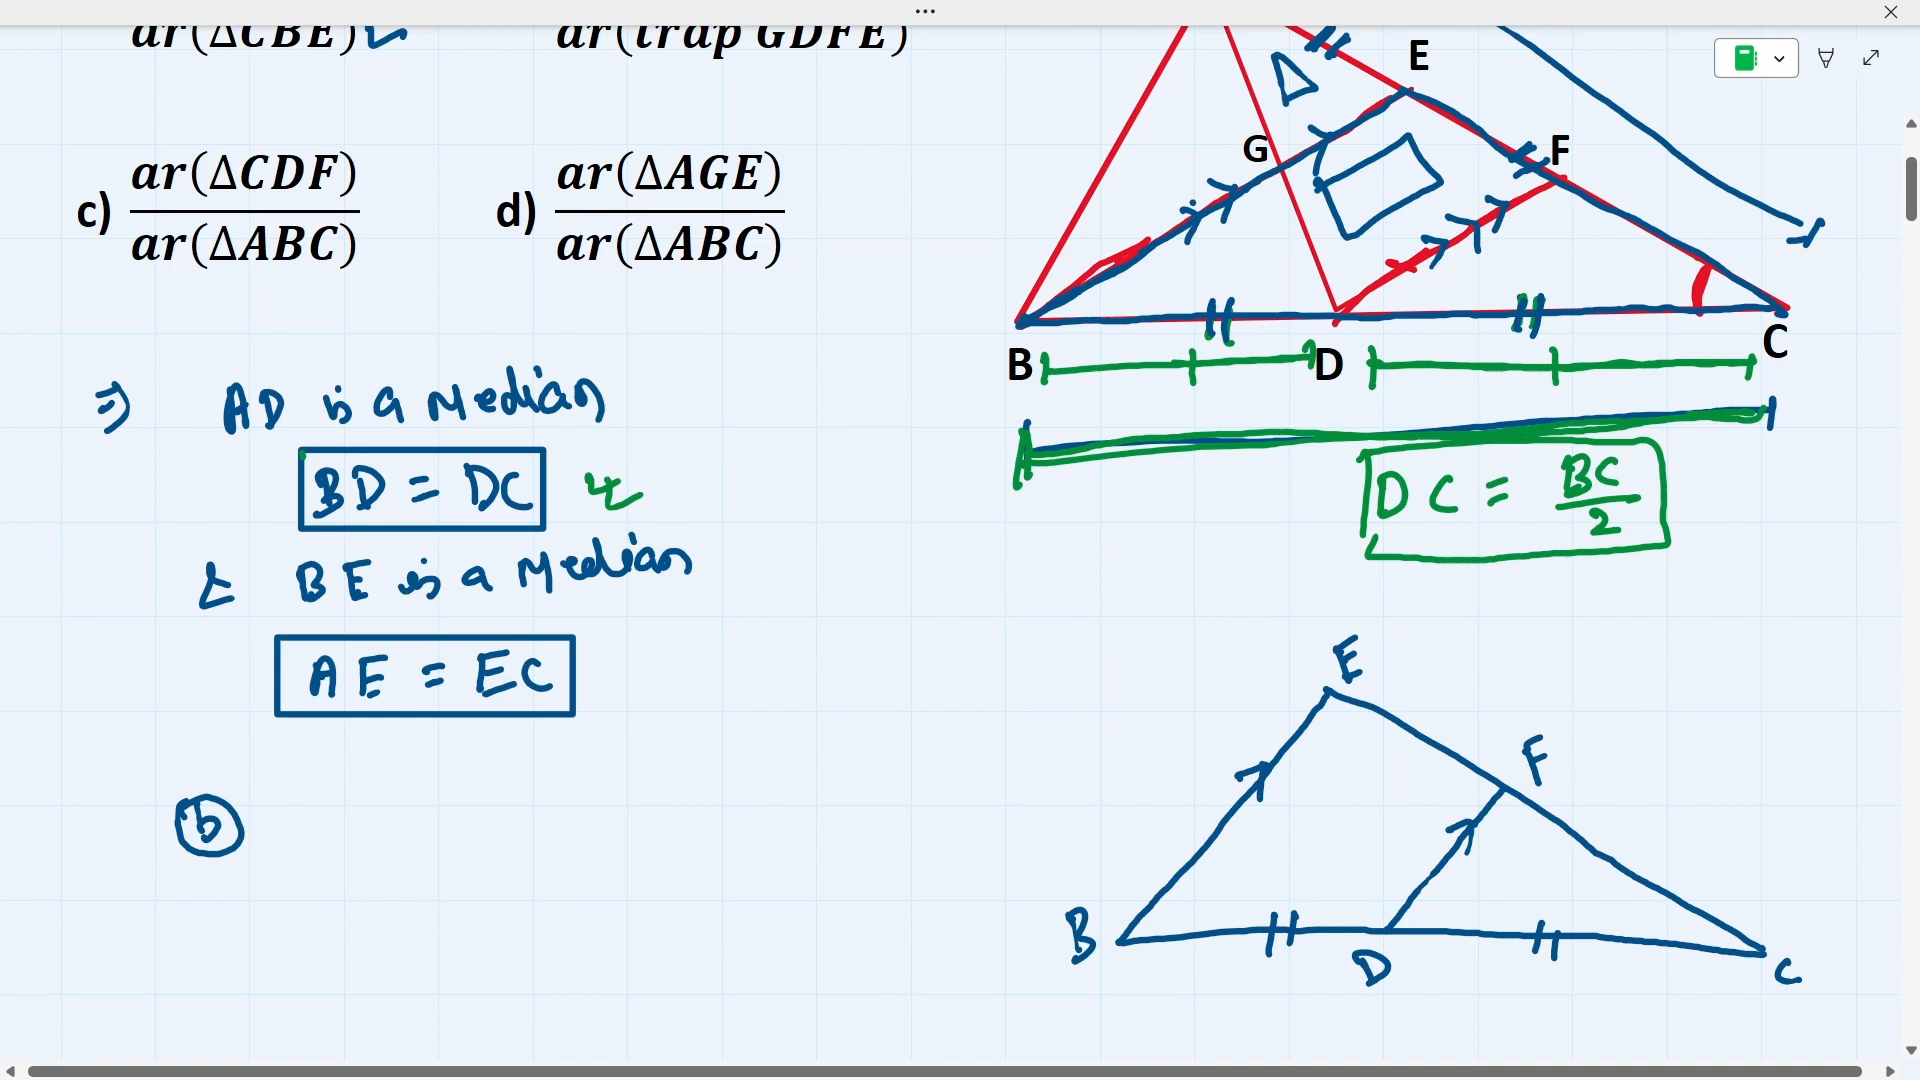 ar(ΔCBE)
ar(trap GDFE)
c) ar(ΔCDF)
ar(ΔABC)
d) ar(ΔAGE)
ar(ΔABC)
E
G
F
B
D
C
⇒ AD is a Median
BD = DC
& BE is a Median
AE = EC
DC = BC/2
b
E
F
B
D
C